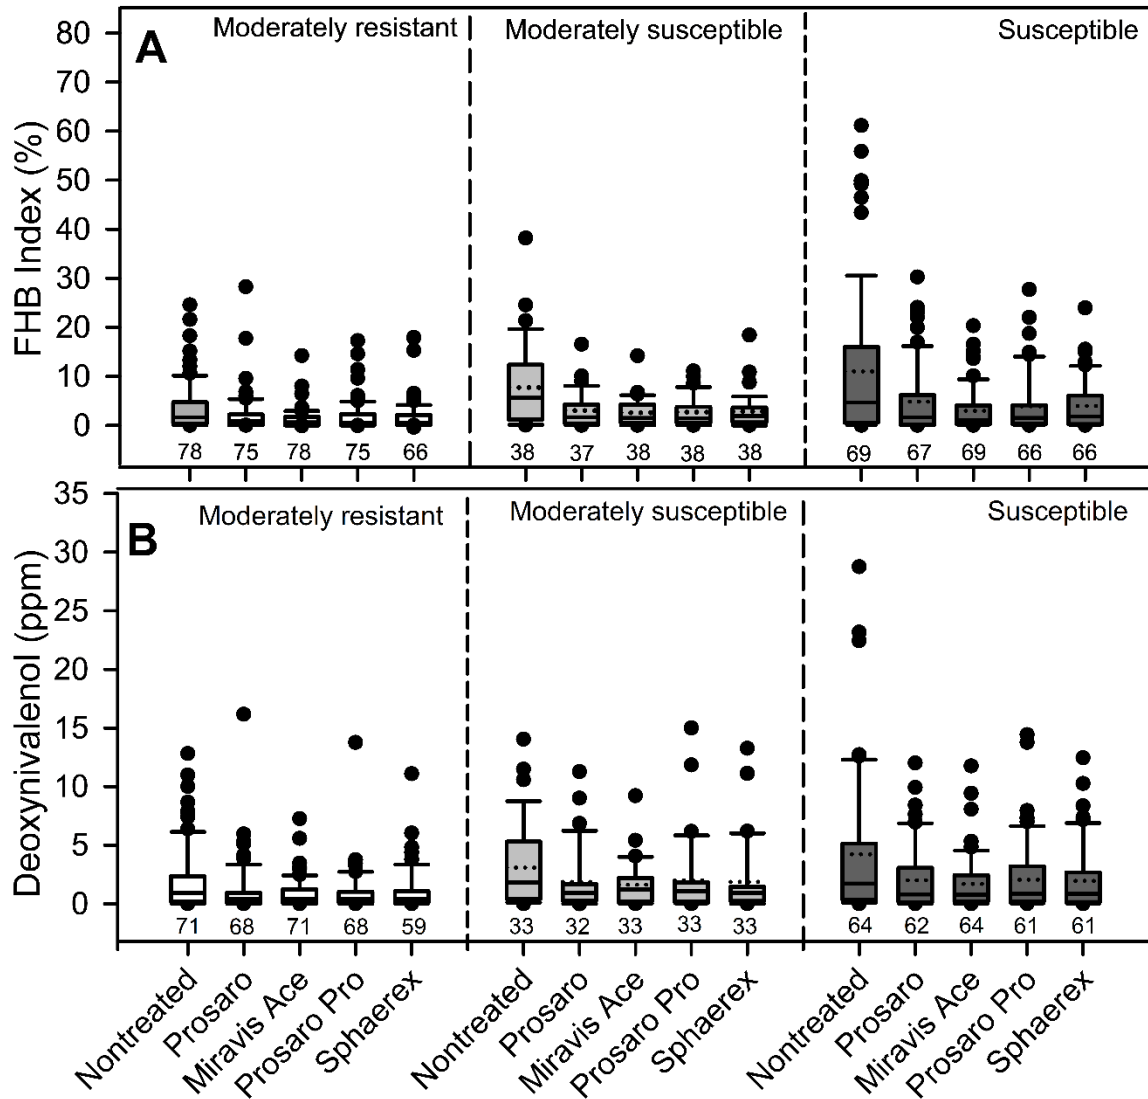 A
Moderately resistant
Moderately susceptible
Susceptible
FHB Index (%)
80
70
60
50
40
30
20
10
0
78 75 78 75 66 38 37 38 38 38 69 67 69 66 66
B
Moderately resistant
Moderately susceptible
Susceptible
Deoxynivalenol (ppm)
35
30
25
20
15
10
5
0
71 68 71 68 59 33 32 33 33 33 64 62 64 61 61
Nontreated
Prosaro
Miravis Ace
Prosaro Pro
Sphaerex
Nontreated
Prosaro
Miravis Ace
Prosaro Pro
Sphaerex
Nontreated
Prosaro
Miravis Ace
Prosaro Pro
Sphaerex